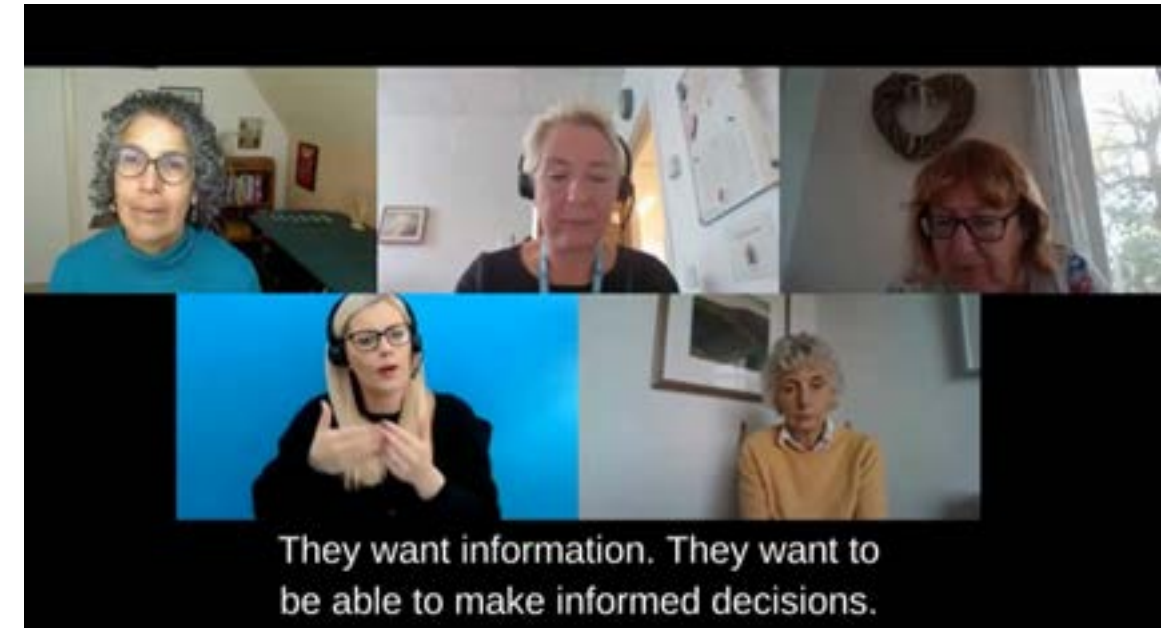 They want information. They want to
be able to make informed decisions.